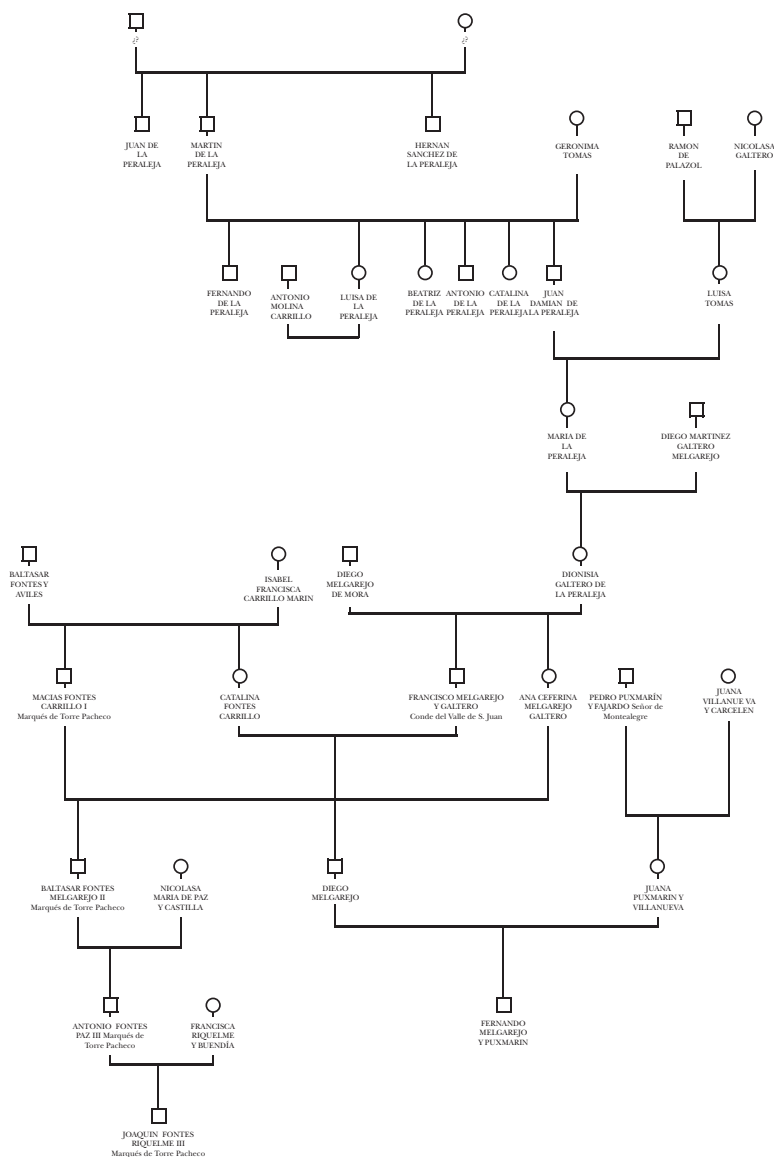 ¿?
¿?
JUAN DE
LA
PERALEJA
MARTIN
DE LA
PERALEJA
HERNAN
SANCHEZ DE
LA PERALEJA
GERONIMA
TOMAS
RAMON
DE
PALAZOL
NICOLASA
GALTERO
FERNANDO
DE LA
PERALEJA
ANTONIO
MOLINA
CARRILLO
LUISA DE
LA
PERALEJA
BEATRIZ
DE LA
PERALEJA
ANTONIO
DE LA
PERALEJA
CATALINA
DE LA
PERALEJA
JUAN
DAMIAN DE
LA PERALEJA
LUISA
TOMAS
MARIA DE
LA
PERALEJA
DIEGO MARTINEZ
GALTERO
MELGAREJO
BALTASAR
FONTES Y
AVILES
ISABEL
FRANCISCA
CARRILLO MARIN
DIEGO
MELGAREJO
DE MORA
DIONISIA
GALTERO DE
LA PERALEJA
MACIAS FONTES
CARRILLO I
Marqués de Torre Pacheco
CATALINA
FONTES
CARRILLO
FRANCISCO MELGAREJO
Y GALTERO
Conde del Valle de S. Juan
ANA CEFERINA
MELGAREJO
GALTERO
PEDRO PUXMARÍN
Y FAJARDO Señor de
Montealegre
JUANA
VILLANUE VA
Y CARCELEN
BALTASAR FONTES
MELGAREJO II
Marqués de Torre Pacheco
NICOLASA
MARIA DE PAZ
Y CASTILLA
DIEGO
MELGAREJO
JUANA
PUXMARIN Y
VILLANUEVA
ANTONIO FONTES
PAZ III Marqués de
Torre Pacheco
FRANCISCA
RIQUELME
Y BUENDÍA
FERNANDO
MELGAREJO
Y PUXMARIN
JOAQUIN FONTES
RIQUELME III
Marqués de Torre Pacheco